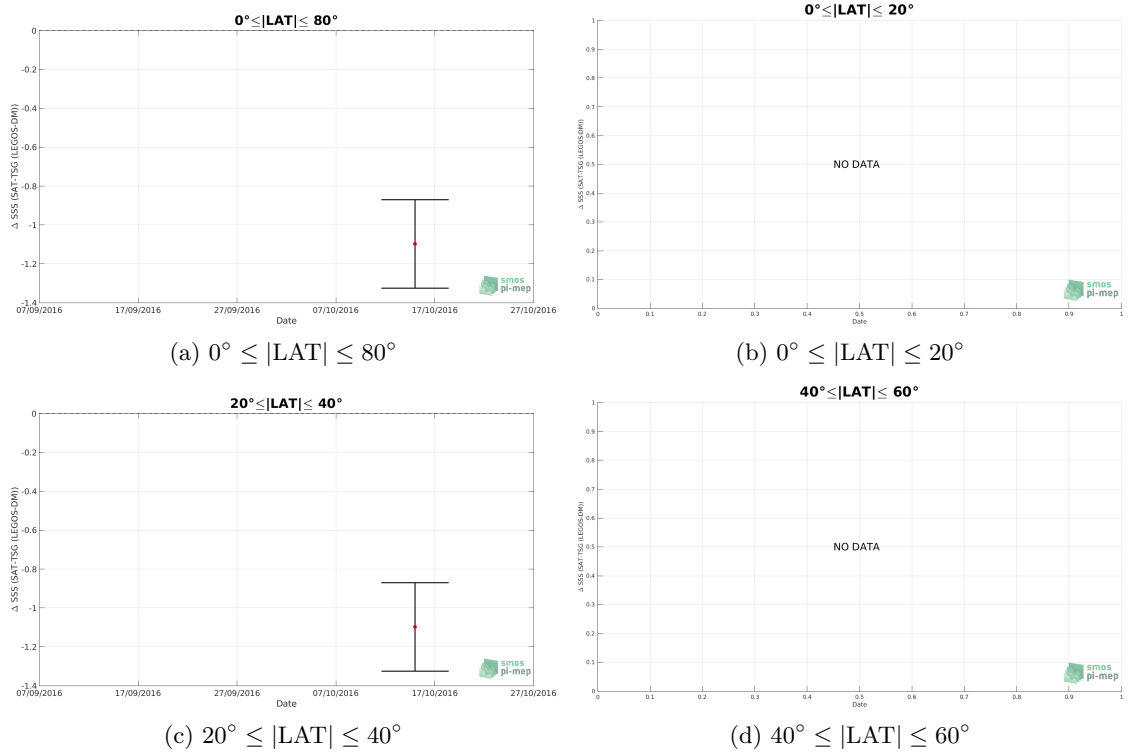 0°≤|LAT|≤ 80°
0
-0.2
-0.4
-0.6
-0.8
-1
-1.2
-1.4
Δ SSS (SAT-TSG (LEGOS-DM))
07/09/2016 17/09/2016 27/09/2016 07/10/2016 17/10/2016 27/10/2016
Date
smos
pi-mep
(a) 0° ≤ |LAT| ≤ 80°
0°≤|LAT|≤ 20°
1
0.9
0.8
0.7
0.6
0.5
0.4
0.3
0.2
0.1
0
Δ SSS (SAT-TSG (LEGOS-DM))
NO DATA
0 0.1 0.2 0.3 0.4 0.5 0.6 0.7 0.8 0.9 1
Date
smos
pi-mep
(b) 0° ≤ |LAT| ≤ 20°
20°≤|LAT|≤ 40°
0
-0.2
-0.4
-0.6
-0.8
-1
-1.2
-1.4
Δ SSS (SAT-TSG (LEGOS-DM))
07/09/2016 17/09/2016 27/09/2016 07/10/2016 17/10/2016 27/10/2016
Date
smos
pi-mep
(c) 20° ≤ |LAT| ≤ 40°
40°≤|LAT|≤ 60°
1
0.9
0.8
0.7
0.6
0.5
0.4
0.3
0.2
0.1
0
Δ SSS (SAT-TSG (LEGOS-DM))
NO DATA
0 0.1 0.2 0.3 0.4 0.5 0.6 0.7 0.8 0.9 1
Date
smos
pi-mep
(d) 40° ≤ |LAT| ≤ 60°